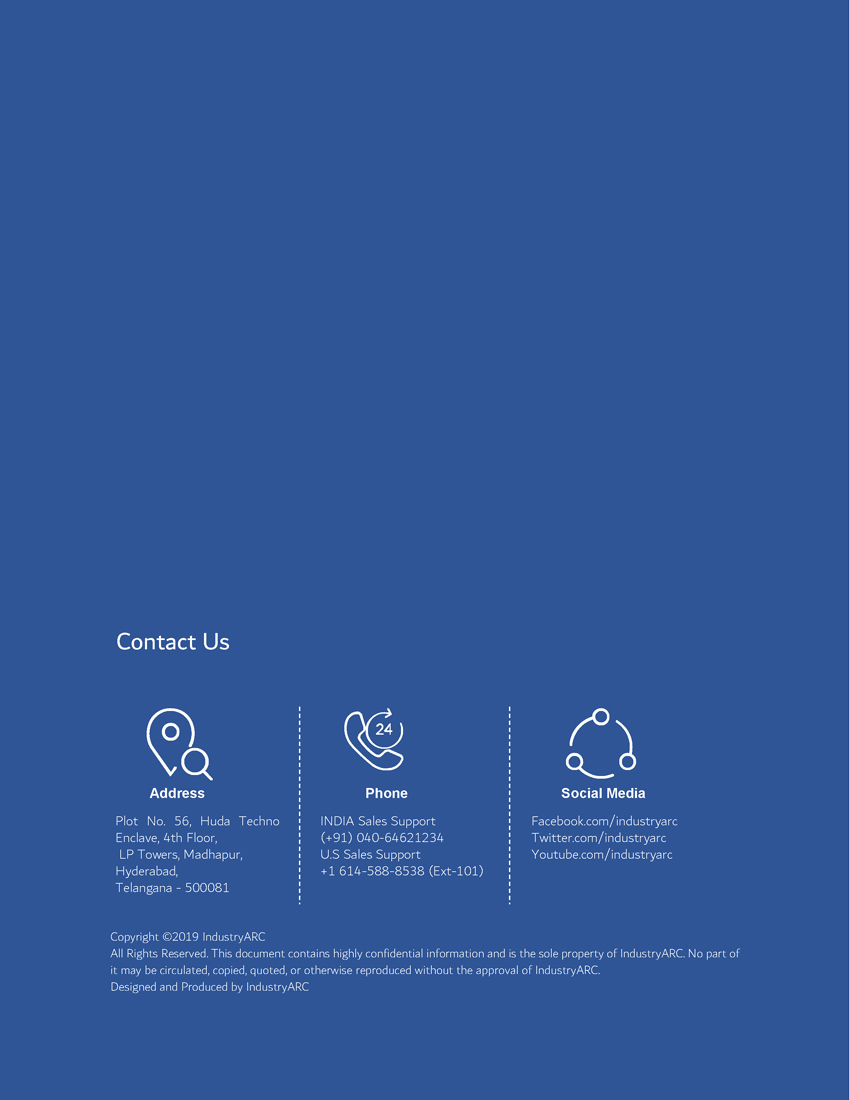 Contact Us
24
Address
Plot No. 56, Huda Techno
Enclave, 4th Floor,
LP Towers, Madhapur,
Hyderabad,
Telangana - 500081
Phone
INDIA Sales Support
(+91) 040-64621234
U.S Sales Support
+1 614-588-8538 (Ext-101)
Social Media
Facebook.com/industryarc
Twitter.com/industryarc
Youtube.com/industryarc
Copyright ©2019 IndustryARC
All Rights Reserved. This document contains highly confidential information and is the sole property of IndustryARC. No part of
it may be circulated, copied, quoted, or otherwise reproduced without the approval of IndustryARC.
Designed and Produced by IndustryARC